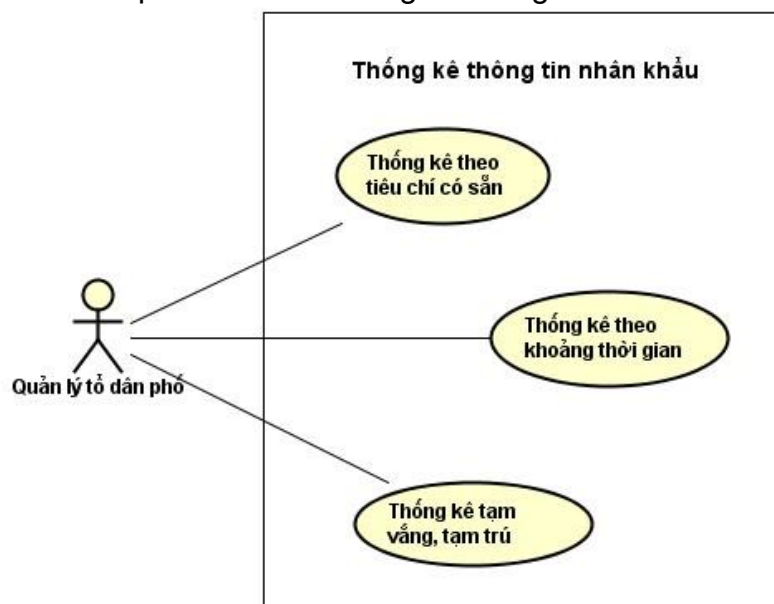 Thống kê thông tin nhân khẩu
Thống kê theo
tiêu chí có sẵn
Thống kê theo
khoảng thời gian
Quản lý tổ dân phố
Thống kê tạm
vắng, tạm trú